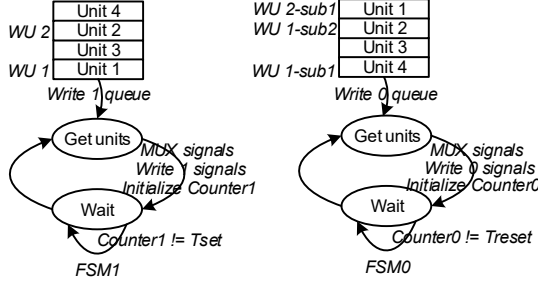 Unit 4
WU 2 Unit 2
Unit 3
WU 1 Unit 1
Write 1 queue
Get units
MUX signals
Write 1 signals
Initialize Counter1
Wait
Counter1 != Tset
FSM1
WU 2-sub1 Unit 1
WU 1-sub2 Unit 2
Unit 3
WU 1-sub1 Unit 4
Write 0 queue
Get units
MUX signals
Write 0 signals
Initialize Counter0
Wait
Counter0 != Treset
FSM0